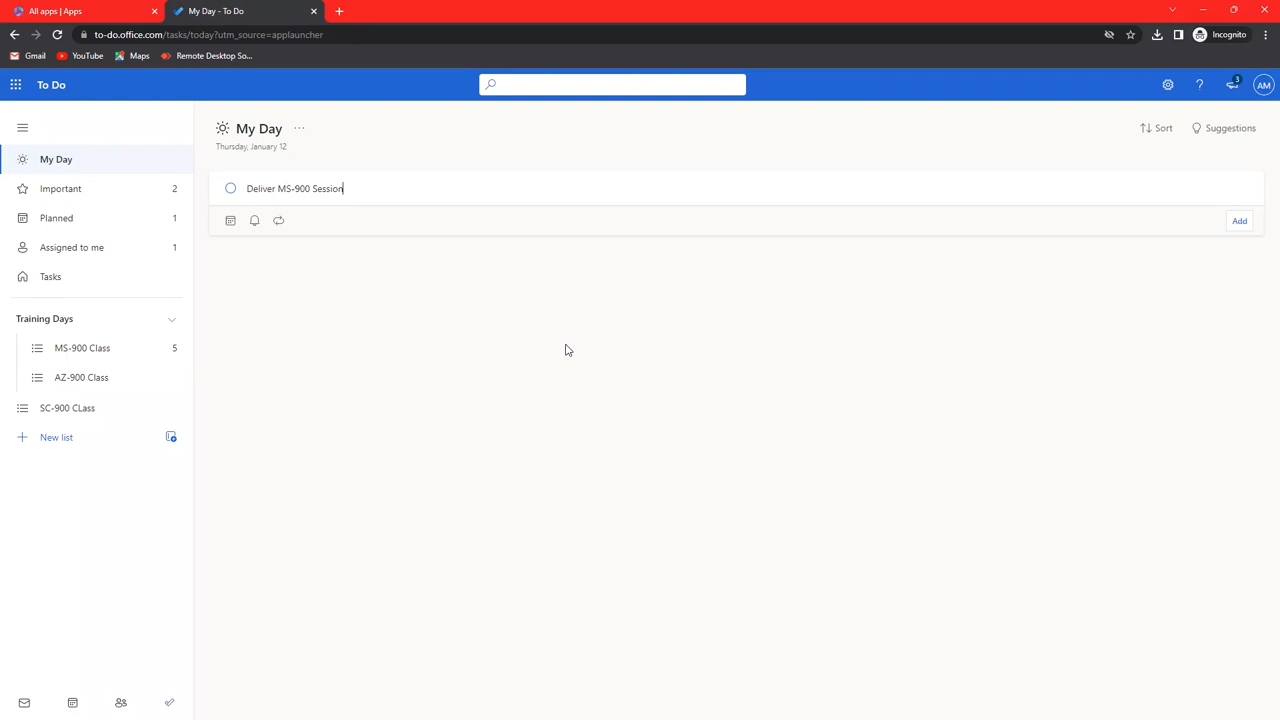 All apps | Apps
My Day - To Do
to-do.office.com/tasks/today?utm_source=applauncher
Incognito
Gmail
YouTube
Maps
Remote Desktop So...
To Do
3
AM
My Day
Important 2
Planned 1
Assigned to me 1
Tasks
Training Days
MS-900 Class 5
AZ-900 Class
SC-900 CLass
New list
My Day
Thursday, January 12
Sort
Suggestions
Deliver MS-900 Session
Add